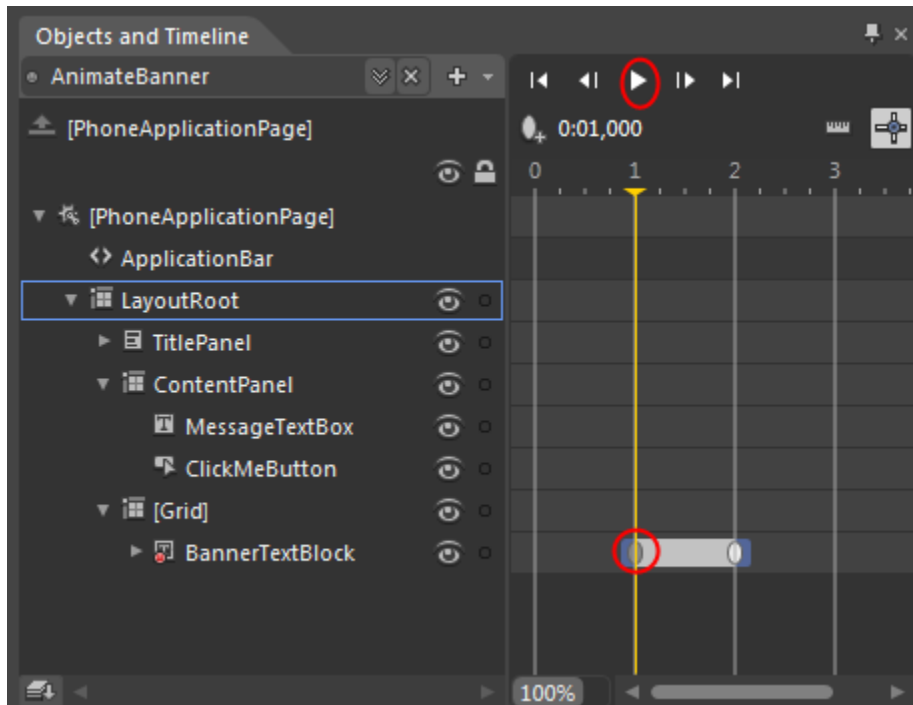 Objects and Timeline
AnimateBanner
[PhoneApplicationPage]
0:01,000
0 1 2 3
[PhoneApplicationPage]
ApplicationBar
LayoutRoot
TitlePanel
ContentPanel
MessageTextBox
ClickMeButton
[Grid]
BannerTextBlock
100%